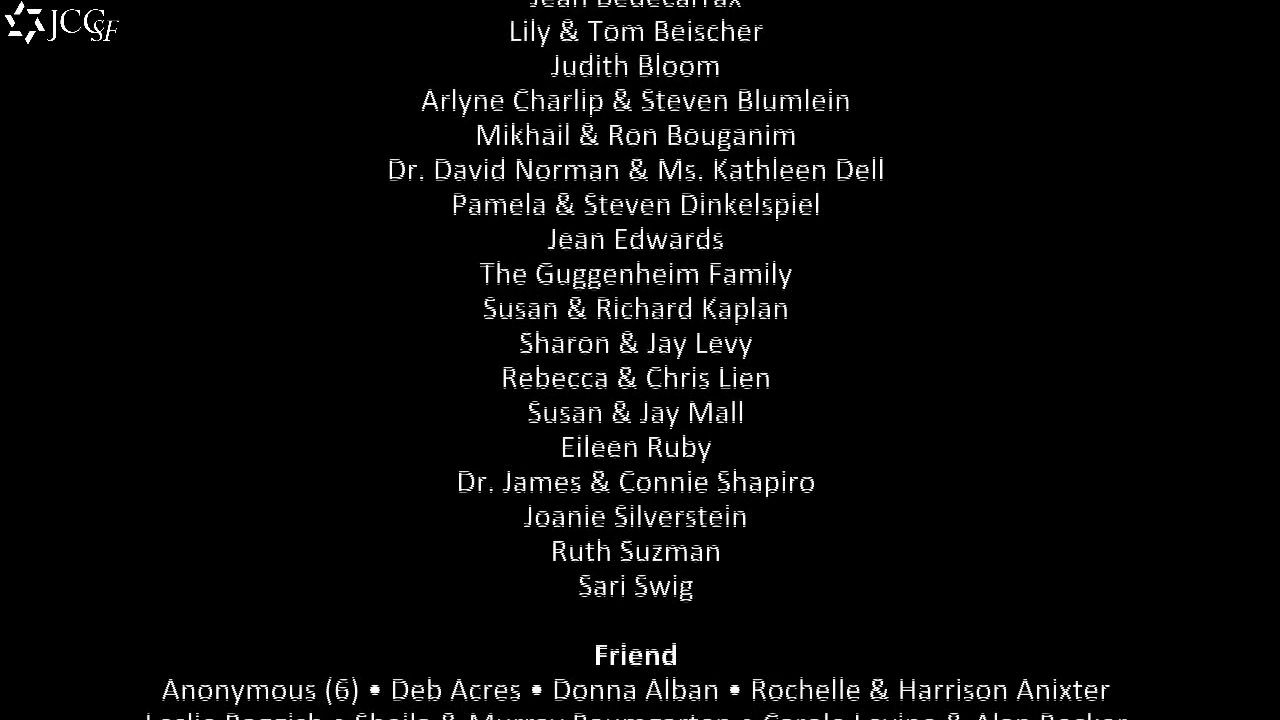 JCCSF
Lily & Tom Beischer
Judith Bloom
Arlyne Charlip & Steven Blumlein
Mikhail & Ron Bouganim
Dr. David Norman & Ms. Kathleen Dell
Pamela & Steven Dinkelspiel
Jean Edwards
The Guggenheim Family
Susan & Richard Kaplan
Sharon & Jay Levy
Rebecca & Chris Lien
Susan & Jay Mall
Eileen Ruby
Dr. James & Connie Shapiro
Joanie Silverstein
Ruth Suzman
Sari Swig
Friend
Anonymous (6) • Deb Acres • Donna Alban • Rochelle & Harrison Anixter